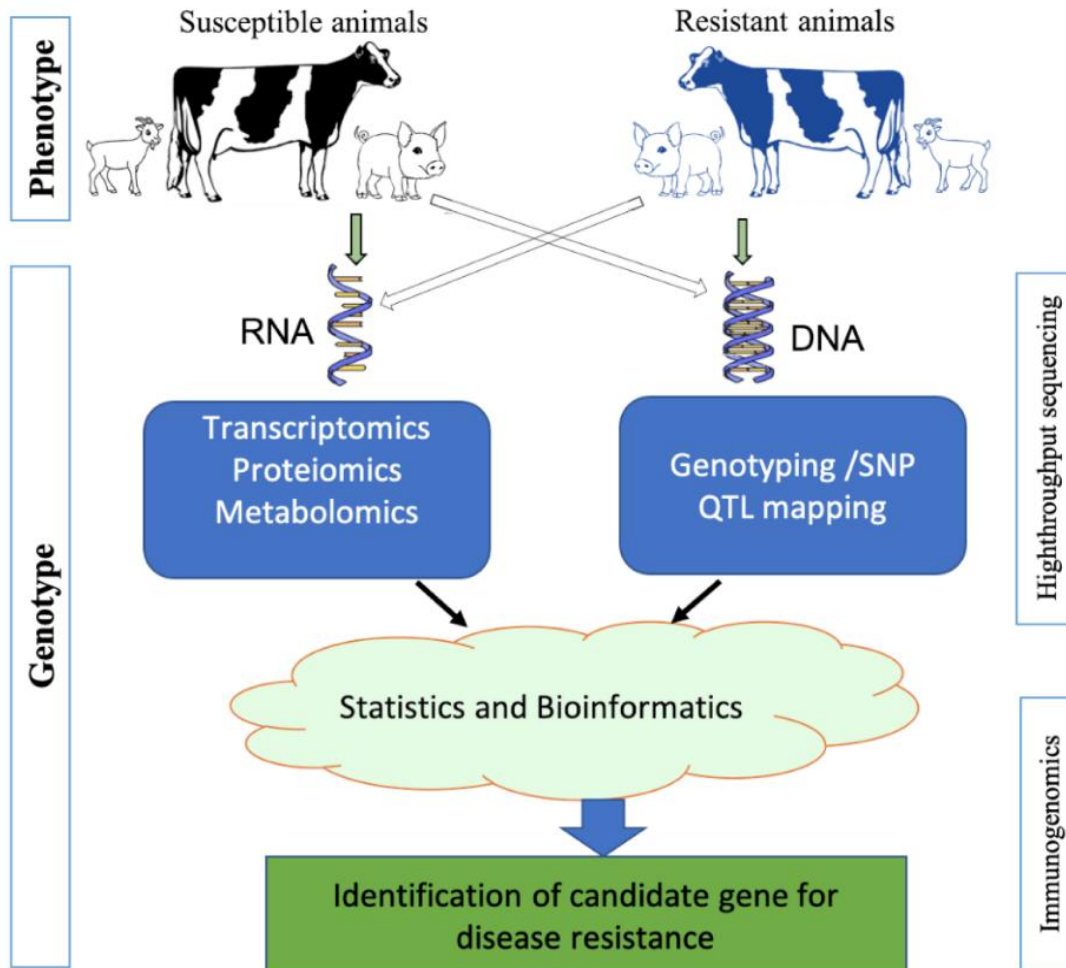 Susceptible animals
Resistant animals
Phenotype
RNA
DNA
Transcriptomics
Proteiomics
Metabolomics
Genotyping /SNP
QTL mapping
Highthroughput sequencing
Genotype
Statistics and Bioinformatics
Immunogenomics
Identification of candidate gene for
disease resistance